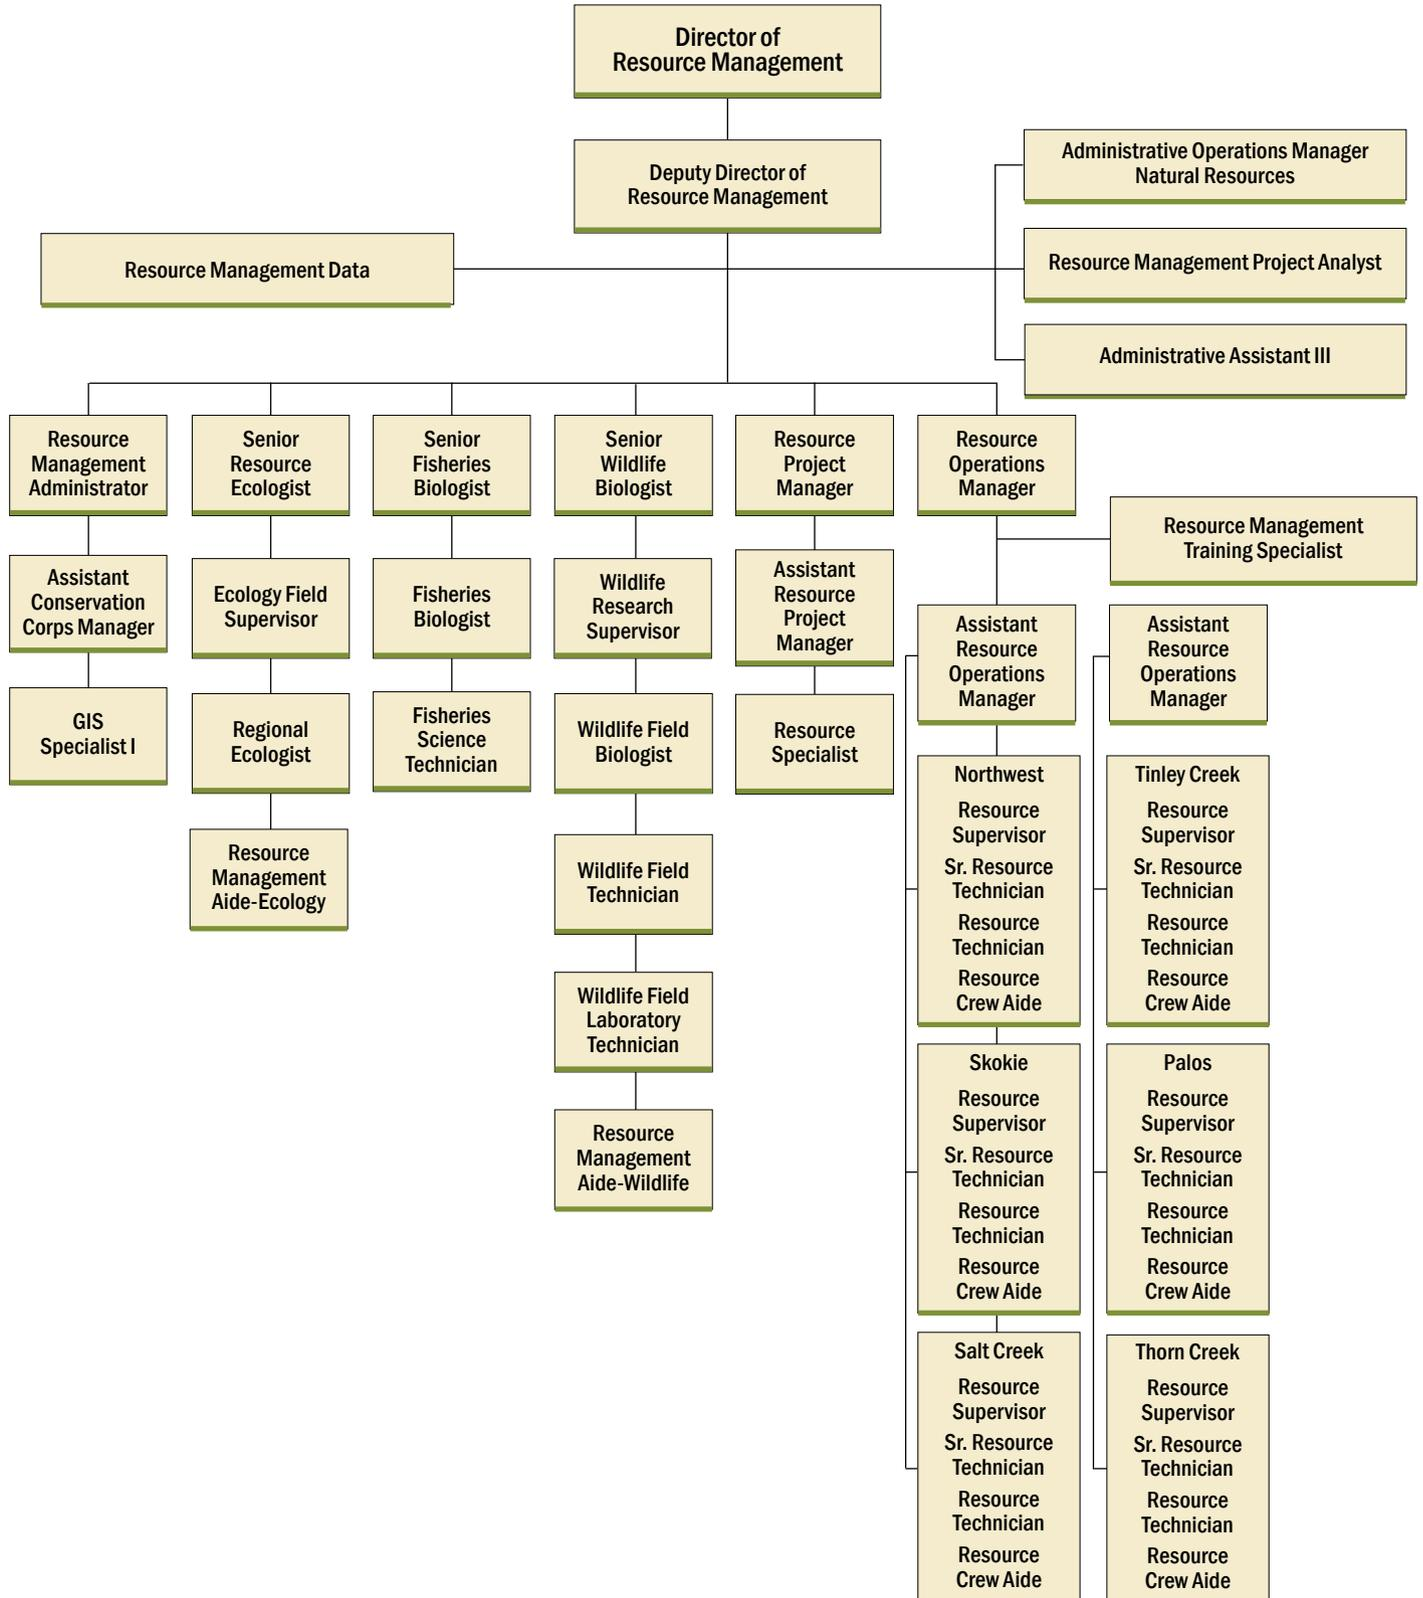 Director of
Resource Management
Deputy Director of
Resource Management
Administrative Operations Manager
Natural Resources
Resource Management Data
Resource Management Project Analyst
Administrative Assistant III
Resource
Management
Administrator
Senior
Resource
Ecologist
Senior
Fisheries
Biologist
Senior
Wildlife
Biologist
Resource
Project
Manager
Resource
Operations
Manager
Resource Management
Training Specialist
Assistant
Conservation
Corps Manager
Ecology Field
Supervisor
Fisheries
Biologist
Wildlife
Research
Supervisor
Assistant
Resource
Project
Manager
Assistant
Resource
Operations
Manager
Assistant
Resource
Operations
Manager
GIS
Specialist I
Regional
Ecologist
Fisheries
Science
Technician
Wildlife Field
Biologist
Resource
Specialist
Resource
Management
Aide-Ecology
Wildlife Field
Technician
Wildlife Field
Laboratory
Technician
Resource
Management
Aide-Wildlife
Northwest
Resource
Supervisor
Sr. Resource
Technician
Resource
Technician
Resource
Crew Aide
Tinley Creek
Resource
Supervisor
Sr. Resource
Technician
Resource
Technician
Resource
Crew Aide
Skokie
Resource
Supervisor
Sr. Resource
Technician
Resource
Technician
Resource
Crew Aide
Palos
Resource
Supervisor
Sr. Resource
Technician
Resource
Technician
Resource
Crew Aide
Salt Creek
Resource
Supervisor
Sr. Resource
Technician
Resource
Technician
Resource
Crew Aide
Thorn Creek
Resource
Supervisor
Sr. Resource
Technician
Resource
Technician
Resource
Crew Aide